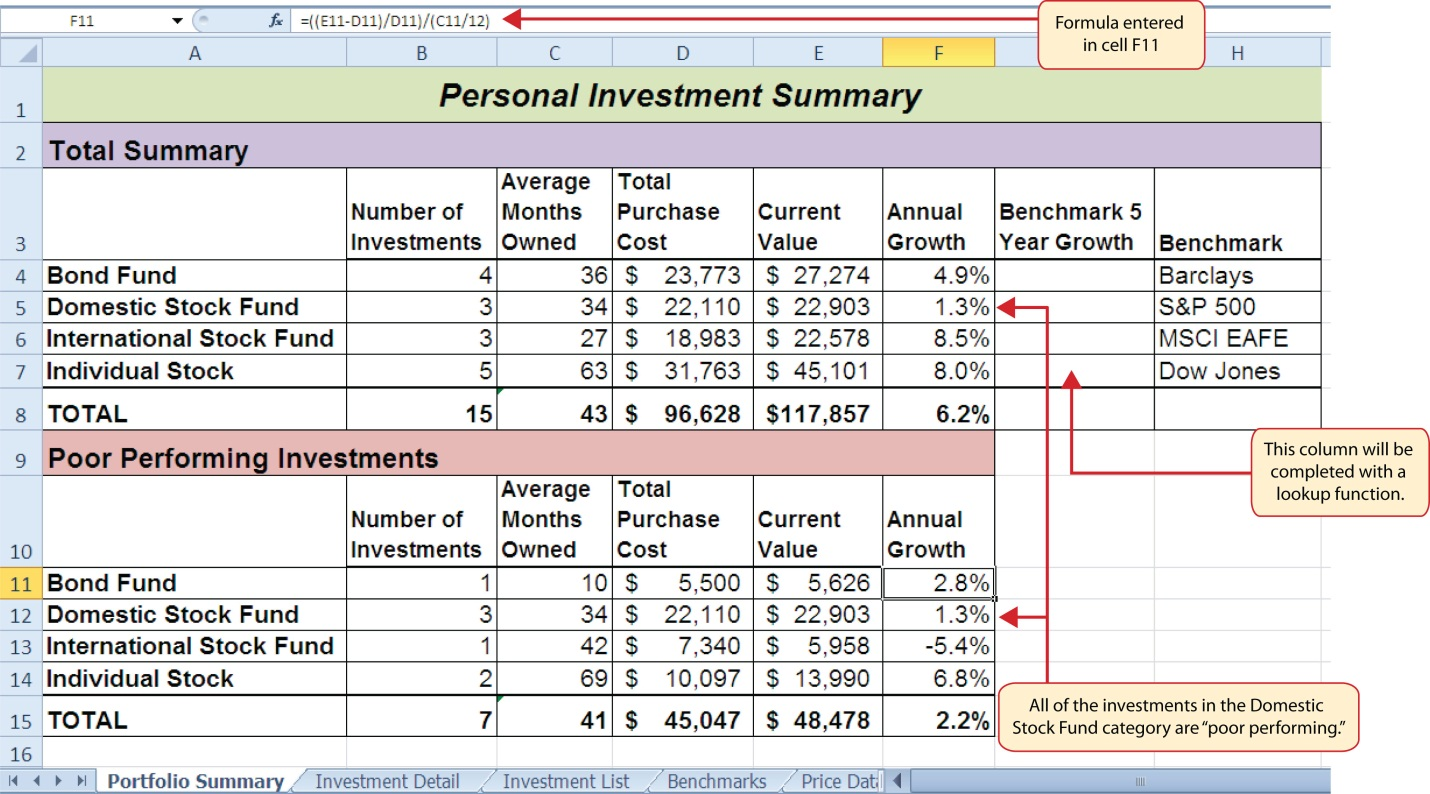 F11 fx =((E11-D11)/D11)/(C11/12)
Formula entered
in cell F11
A B C D E F H
1 Personal Investment Summary
2 Total Summary
Average Total
Number of Months Purchase Current Annual Benchmark 5
3 Investments Owned Cost Value Growth Year Growth Benchmark
4 Bond Fund 4 36 $ 23,773 $ 27,274 4.9% Barclays
5 Domestic Stock Fund 3 34 $ 22,110 $ 22,903 1.3% S&P 500
6 International Stock Fund 3 27 $ 18,983 $ 22,578 8.5% MSCI EAFE
7 Individual Stock 5 63 $ 31,763 $ 45,101 8.0% Dow Jones
8 TOTAL 15 43 $ 96,628 $117,857 6.2%
9 Poor Performing Investments
This column will be
completed with a
lookup function.
Average Total
Number of Months Purchase Current Annual
10 Investments Owned Cost Value Growth
11 Bond Fund 1 10 $ 5,500 $ 5,626 2.8%
12 Domestic Stock Fund 3 34 $ 22,110 $ 22,903 1.3%
13 International Stock Fund 1 42 $ 7,340 $ 5,958 -5.4%
14 Individual Stock 2 69 $ 10,097 $ 13,990 6.8%
15 TOTAL 7 41 $ 45,047 $ 48,478 2.2%
All of the investments in the Domestic
Stock Fund category are “poor performing.”
16
Portfolio Summary Investment Detail Investment List Benchmarks Price Data